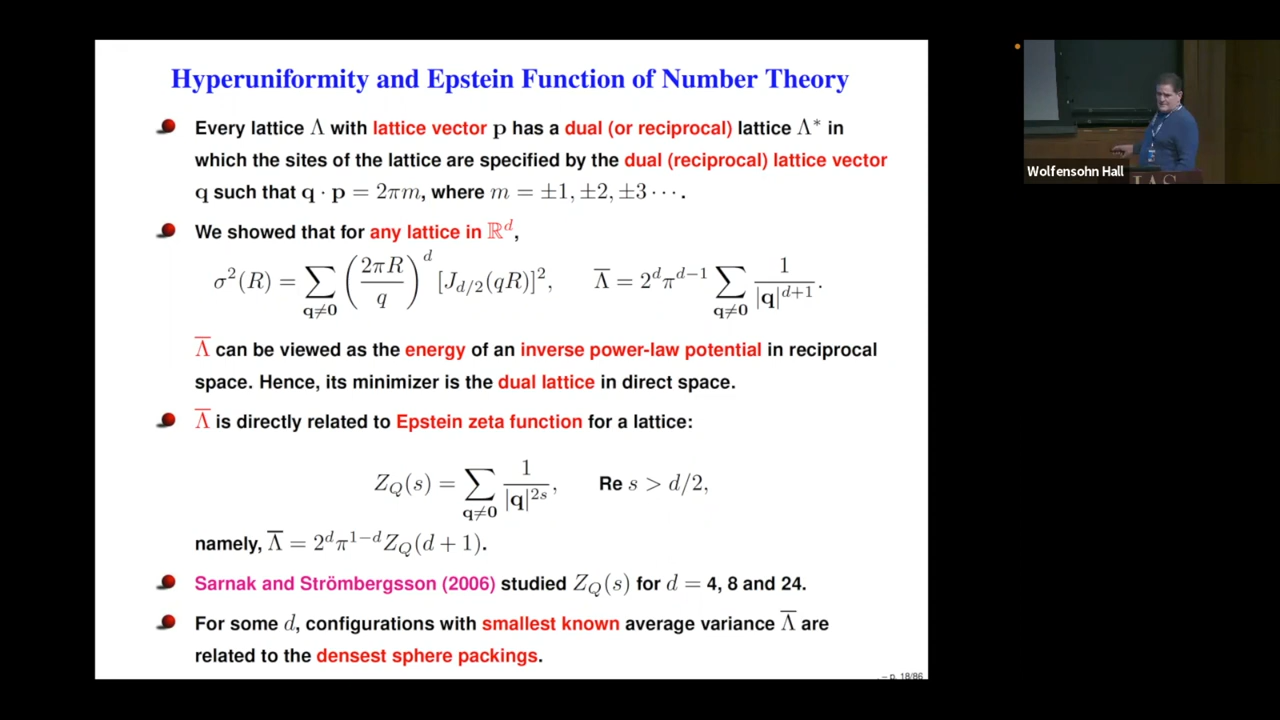 Hyperuniformity and Epstein Function of Number Theory
Every lattice Λ with lattice vector p has a dual (or reciprocal) lattice Λ* in
which the sites of the lattice are specified by the dual (reciprocal) lattice vector
q such that q · p = 2πm, where m = ±1, ±2, ±3 · · · .
We showed that for any lattice in ℝ^d,
σ²(R) = ∑_{q≠0} (2πR/q)^d [J_{d/2}(qR)]², Λ̅ = 2^d π^{d−1} ∑_{q≠0} 1/|q|^{d+1}.
Λ̅ can be viewed as the energy of an inverse power-law potential in reciprocal
space. Hence, its minimizer is the dual lattice in direct space.
Λ̅ is directly related to Epstein zeta function for a lattice:
Z_Q(s) = ∑_{q≠0} 1/|q|^{2s}, Re s > d/2,
namely, Λ̅ = 2^d π^{1−d} Z_Q(d + 1).
Sarnak and Strömbergsson (2006) studied Z_Q(s) for d = 4, 8 and 24.
For some d, configurations with smallest known average variance Λ̅ are
related to the densest sphere packings.
– p. 18/86
Wolfensohn Hall
IAS